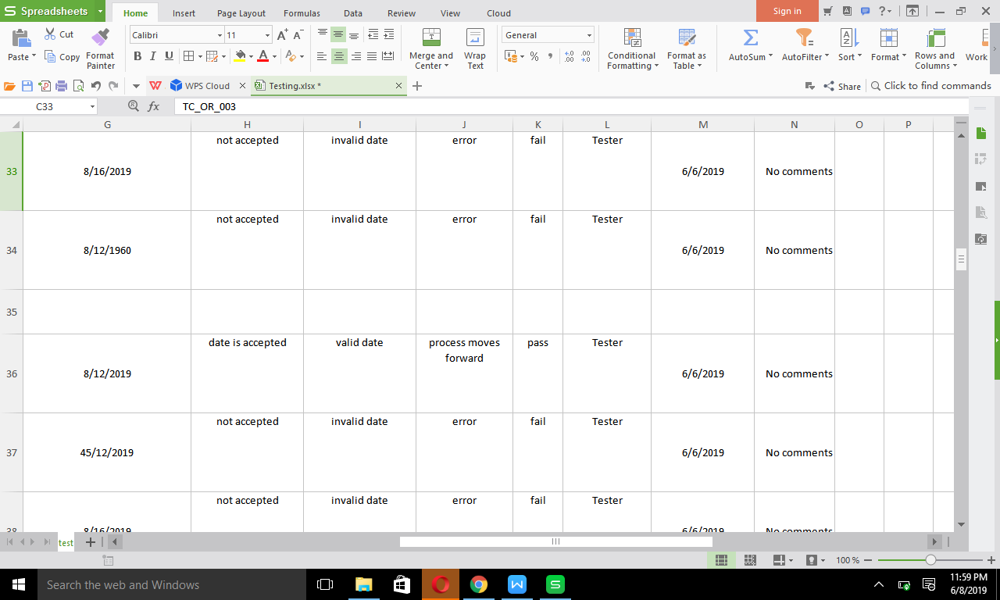 Spreadsheets Home Insert Page Layout Formulas Data Review View Cloud Sign in ?
Paste Cut Calibri 11 A+ A- General AutoSum AutoFilter Sort Format Rows and Columns Work
Copy Format Painter B I U A Merge and Center Wrap Text % Conditional Formatting Format as Table
WPS Cloud Testing.xlsx * Share Click to find commands
C33 fx TC_OR_003
G H I J K L M N O P
33 8/16/2019 not accepted invalid date error fail Tester 6/6/2019 No comments
34 8/12/1960 not accepted invalid date error fail Tester 6/6/2019 No comments
35
36 8/12/2019 date is accepted valid date process moves forward pass Tester 6/6/2019 No comments
37 45/12/2019 not accepted invalid date error fail Tester 6/6/2019 No comments
38 8/16/2019 not accepted invalid date error fail Tester 6/6/2019 No comments
test
100 %
Search the web and Windows
11:59 PM
6/8/2019